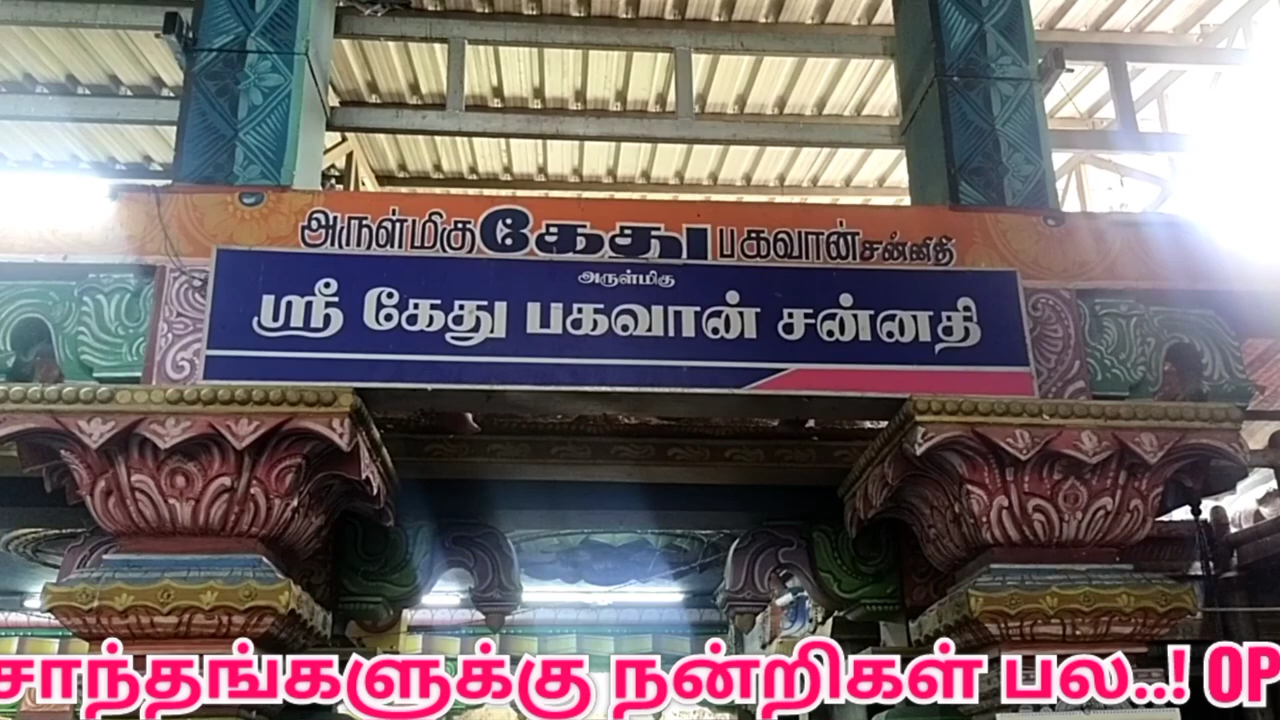 அருள்மிகு கேது பகவான் சன்னிதி
அருள்மிகு
ஸ்ரீ கேது பகவான் சன்னதி
சாந்தங்களுக்கு நன்றிகள் பல..! OP